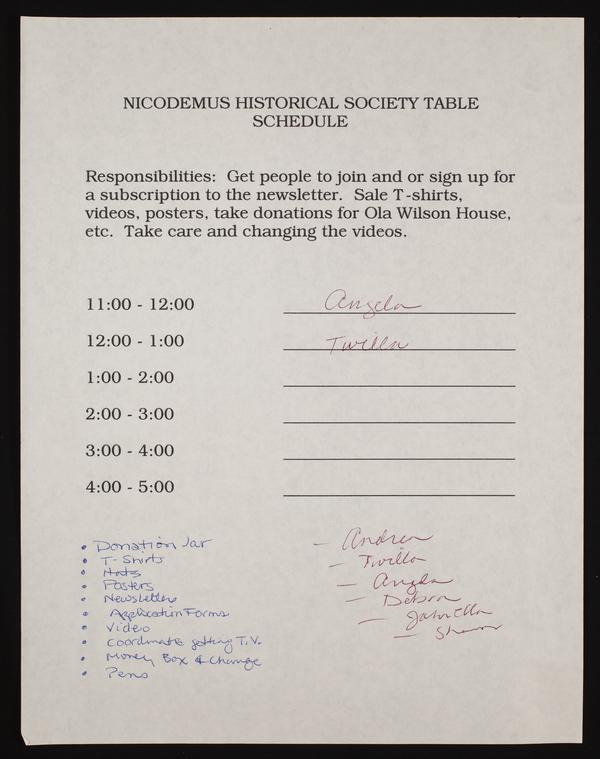 NICODEMUS HISTORICAL SOCIETY TABLE
SCHEDULE
Responsibilities: Get people to join and or sign up for
a subscription to the newsletter. Sale T-shirts,
videos, posters, take donations for Ola Wilson House,
etc. Take care and changing the videos.
11:00 - 12:00 Angela
12:00 - 1:00 Twilla
1:00 - 2:00
2:00 - 3:00
3:00 - 4:00
4:00 - 5:00
• Donation Jar
• T-Shirts
• Hats
• Posters
• Newsletters
• Application Forms
• Video
• Coordinate getting T.V.
• Money Box & Change
• Pens
- Andrea
- Twilla
- Angela
- Debra
- JohnElla
- Sharon